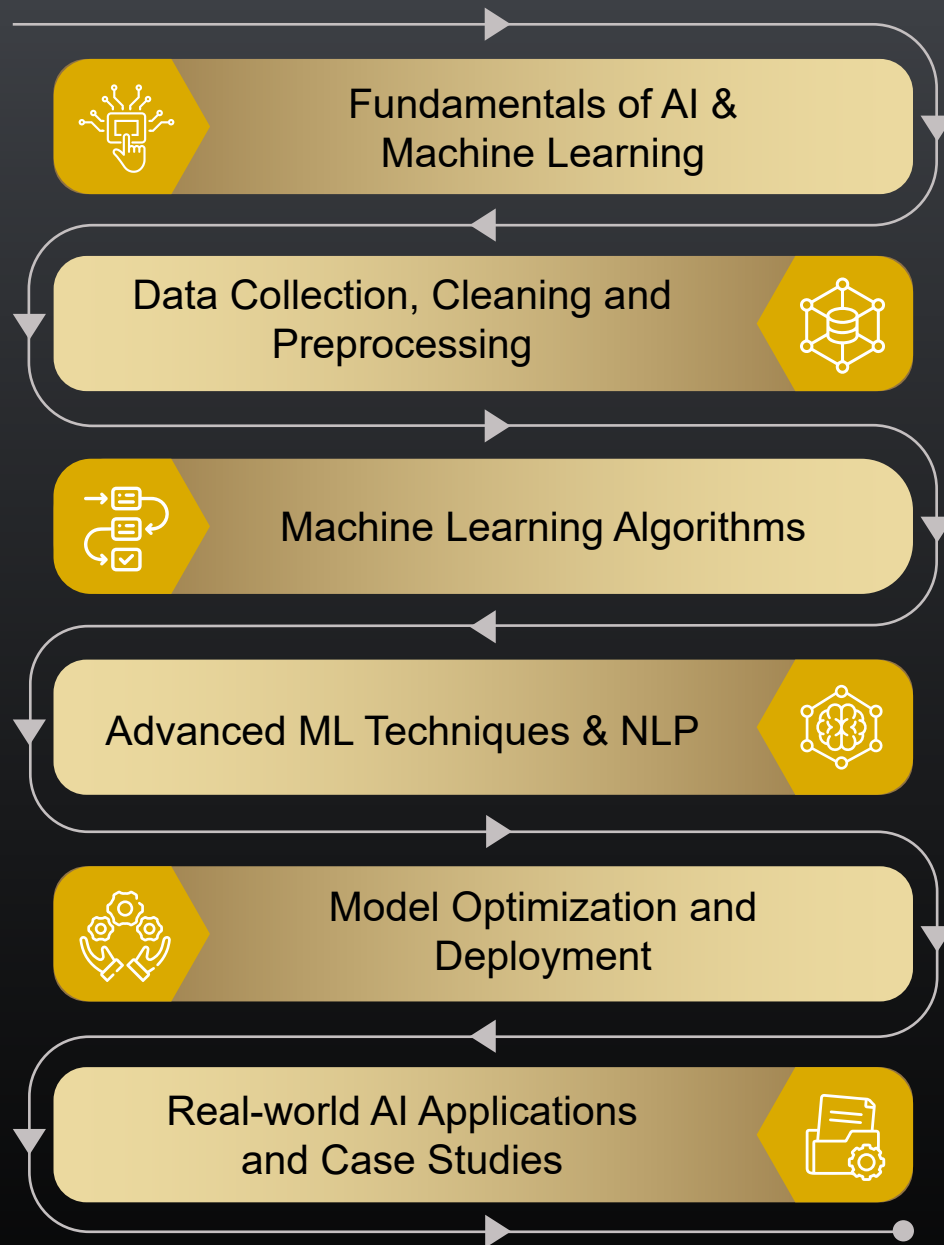 Fundamentals of AI &
Machine Learning
Data Collection, Cleaning and
Preprocessing
Machine Learning Algorithms
Advanced ML Techniques & NLP
Model Optimization and
Deployment
Real-world AI Applications
and Case Studies